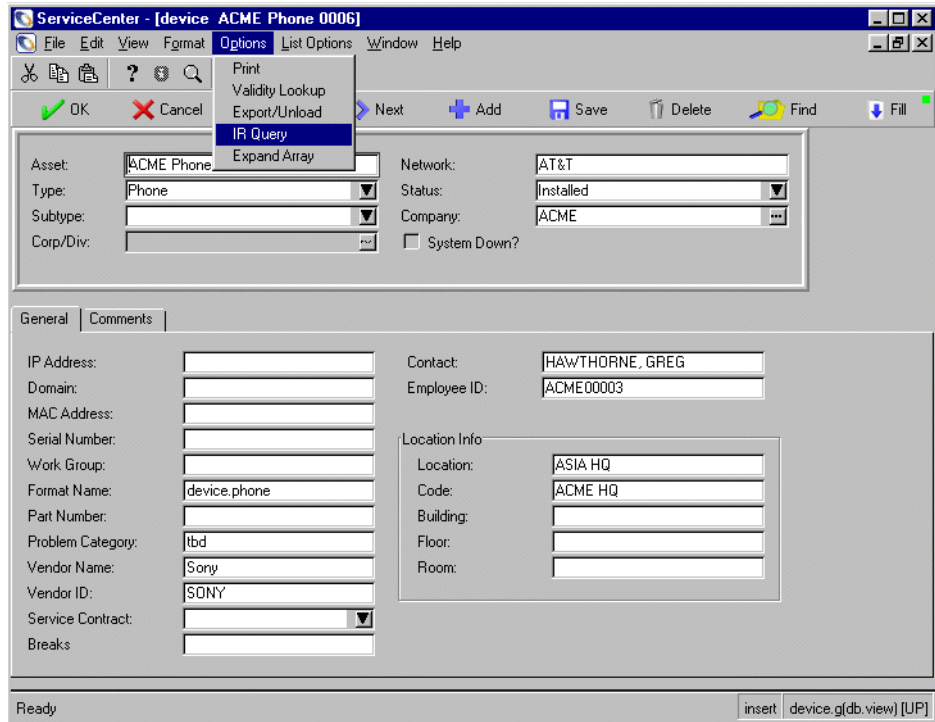 ServiceCenter - [device ACME Phone 0006]
File Edit View Format Options List Options Window Help
Print
Validity Lookup
Export/Unload
IR Query
Expand Array
OK Cancel Next Add Save Delete Find Fill
Asset: ACME Phone Network: AT&T
Type: Phone Status: Installed
Subtype: Company: ACME
Corp/Div: System Down?
General Comments
IP Address: Contact: HAWTHORNE, GREG
Domain: Employee ID: ACME00003
MAC Address:
Serial Number: Location Info
Work Group: Location: ASIA HQ
Format Name: device.phone Code: ACME HQ
Part Number: Building:
Problem Category: tbd Floor:
Vendor Name: Sony Room:
Vendor ID: SONY
Service Contract:
Breaks
Ready insert device.g(db.view) [UP]